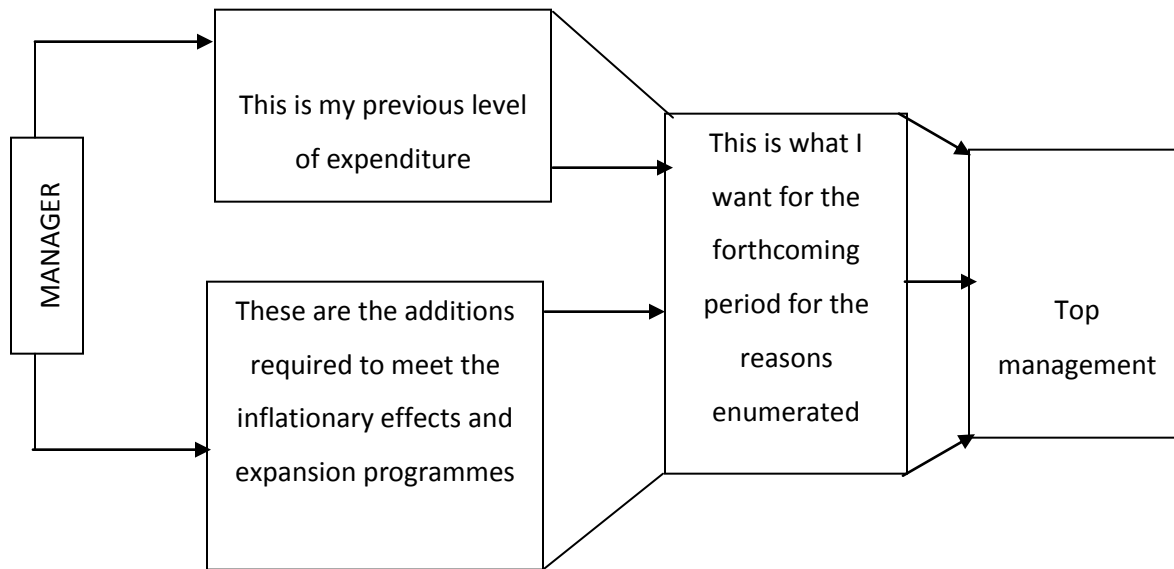 MANAGER
This is my previous level
of expenditure
These are the additions
required to meet the
inflationary effects and
expansion programmes
This is what I
want for the
forthcoming
period for the
reasons
enumerated
Top
management